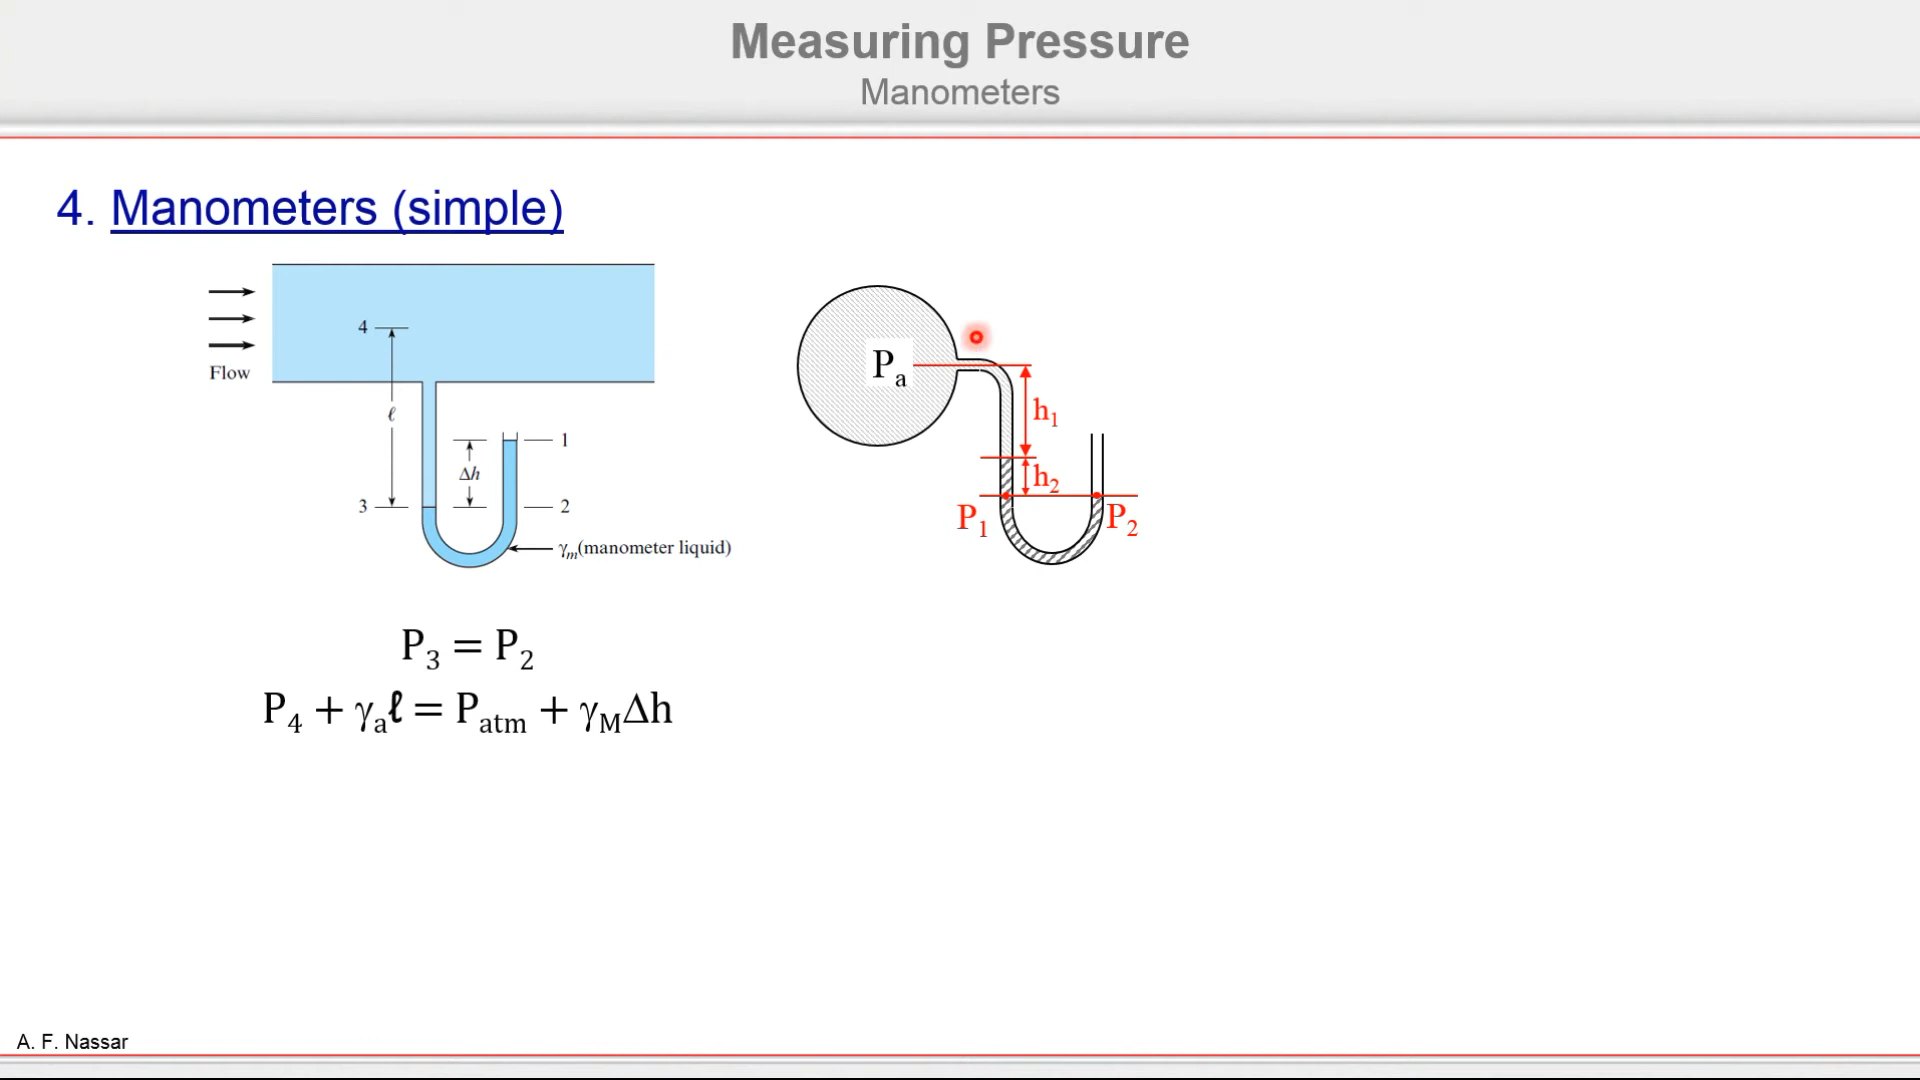 Measuring Pressure
Manometers
4. Manometers (simple)
4
Flow
ℓ
1
Δh
3
2
γm(manometer liquid)
Pa
h1
h2
P1
P2
P3 = P2
P4 + γaℓ = Patm + γMΔh
A. F. Nassar